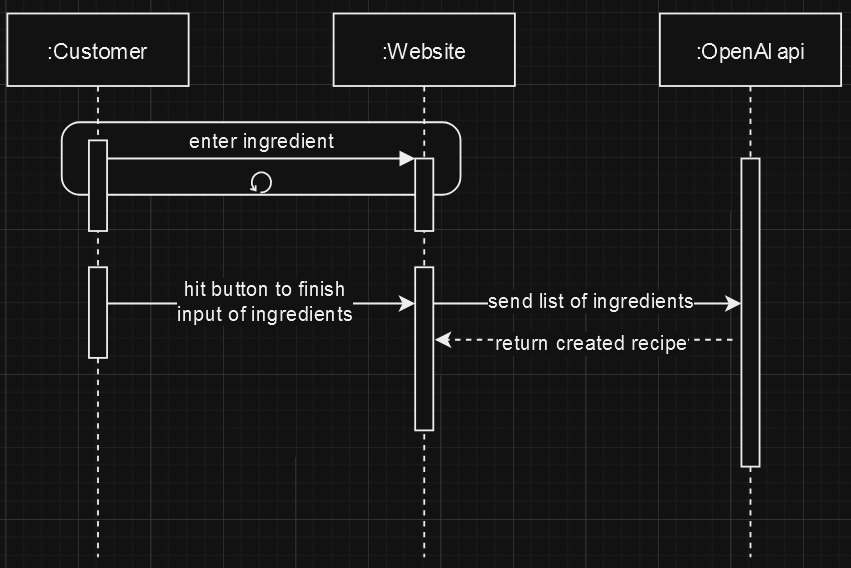 :Customer
:Website
:OpenAI api
enter ingredient
hit button to finish
input of ingredients
send list of ingredients
return created recipe